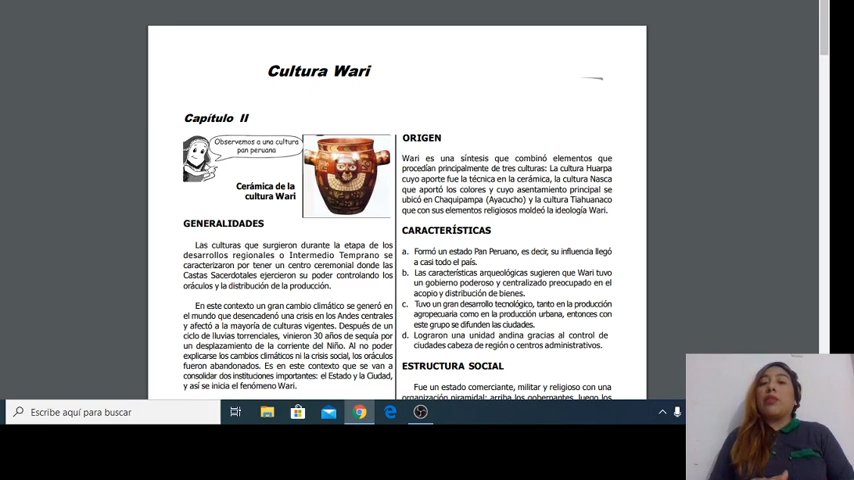 Cultura Wari
Capítulo II
Observemos a una cultura
pan peruana
Cerámica de la
cultura Wari
GENERALIDADES
Las culturas que surgieron durante la etapa de los
desarrollos regionales o Intermedio Temprano se
caracterizaron por tener un centro ceremonial donde las
Castas Sacerdotales ejercieron su poder controlando los
oráculos y la distribución de la producción.
En este contexto un gran cambio climático se generó en
el mundo que desencadenó una crisis en los Andes centrales
y afectó a la mayoría de culturas vigentes. Después de un
ciclo de lluvias torrenciales, vinieron 30 años de sequía por
un desplazamiento de la corriente del Niño. Al no poder
explicarse los cambios climáticos ni la crisis social, los oráculos
fueron abandonados. Es en este contexto que se van a
consolidar dos instituciones importantes: el Estado y la Ciudad,
y así se inicia el fenómeno Wari.
ORIGEN
Wari es una síntesis que combinó elementos que
procedían principalmente de tres culturas: La cultura Huarpa
cuyo aporte fue la técnica en la cerámica, la cultura Nasca
que aportó los colores y cuyo asentamiento principal se
ubicó en Chaquipampa (Ayacucho) y la cultura Tiahuanaco
que con sus elementos religiosos moldeó la ideología Wari.
CARACTERÍSTICAS
a. Formó un estado Pan Peruano, es decir, su influencia llegó
a casi todo el país.
b. Las características arqueológicas sugieren que Wari tuvo
un gobierno poderoso y centralizado preocupado en el
acopio y distribución de bienes.
c. Tuvo un gran desarrollo tecnológico, tanto en la producción
agropecuaria como en la producción urbana, entonces con
este grupo se difunden las ciudades.
d. Lograron una unidad andina gracias al control de
ciudades cabeza de región o centros administrativos.
ESTRUCTURA SOCIAL
Fue un estado comerciante, militar y religioso con una
organización piramidal: arriba los gobernantes, luego los
Escribe aquí para buscar